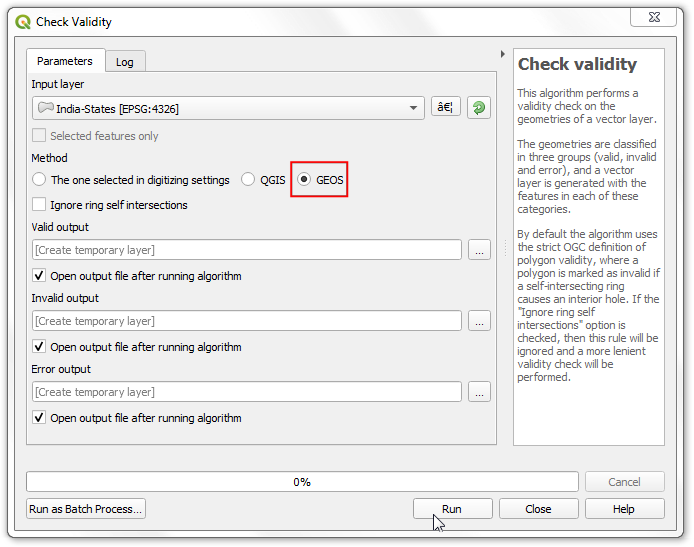 Check Validity
Parameters
Log
Input layer
India-States [EPSG:4326]
…
Selected features only
Method
The one selected in digitizing settings
QGIS
GEOS
Ignore ring self intersections
Valid output
[Create temporary layer]
...
Open output file after running algorithm
Invalid output
[Create temporary layer]
...
Open output file after running algorithm
Error output
[Create temporary layer]
...
Open output file after running algorithm
Check validity
This algorithm performs a
validity check on the
geometries of a vector layer.
The geometries are classified
in three groups (valid, invalid
and error), and a vector
layer is generated with the
features in each of these
categories.
By default the algorithm uses
the strict OGC definition of
polygon validity, where a
polygon is marked as invalid if
a self-intersecting ring
causes an interior hole. If the
"Ignore ring self
intersections" option is
checked, then this rule will be
ignored and a more lenient
validity check will be
performed.
0%
Cancel
Run as Batch Process...
Run
Close
Help